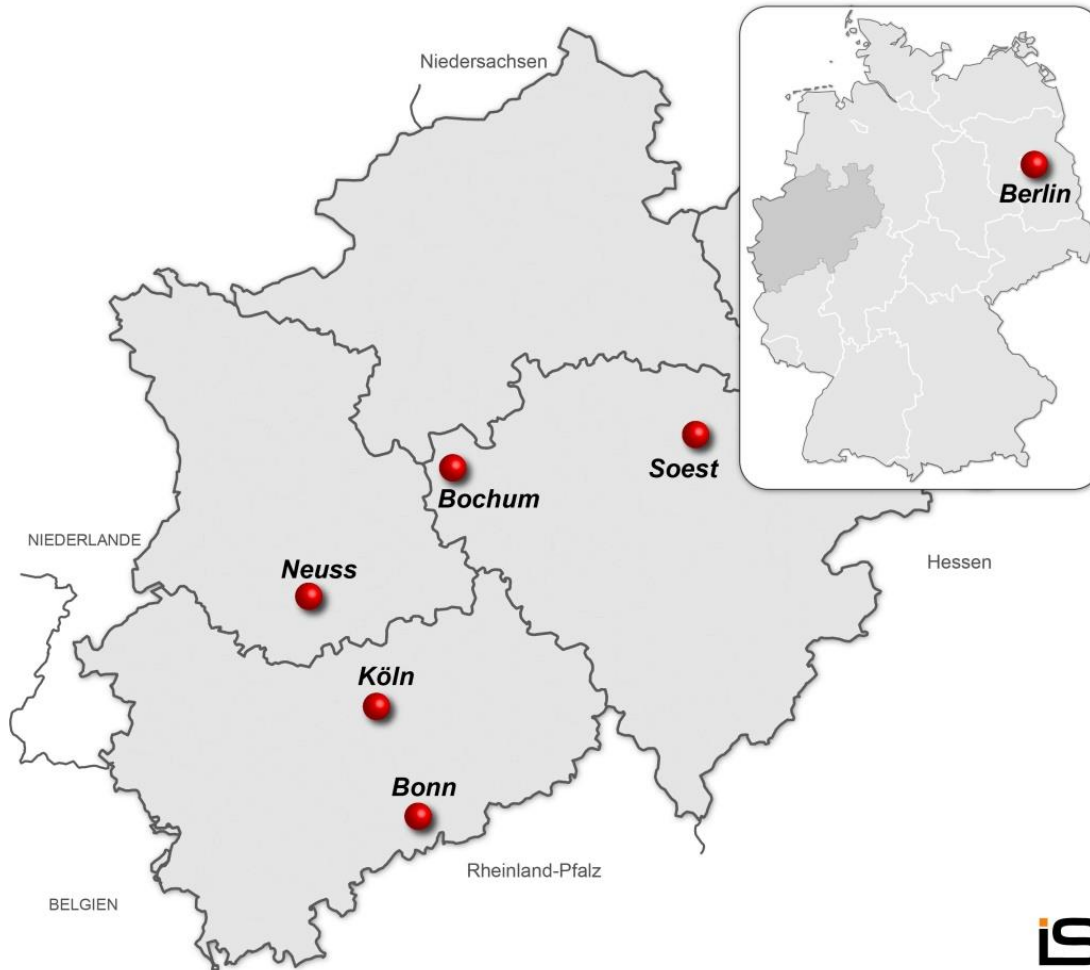 Niedersachsen
Berlin
Soest
Bochum
NIEDERLANDE
Neuss
Hessen
Köln
Bonn
Rheinland-Pfalz
BELGIEN